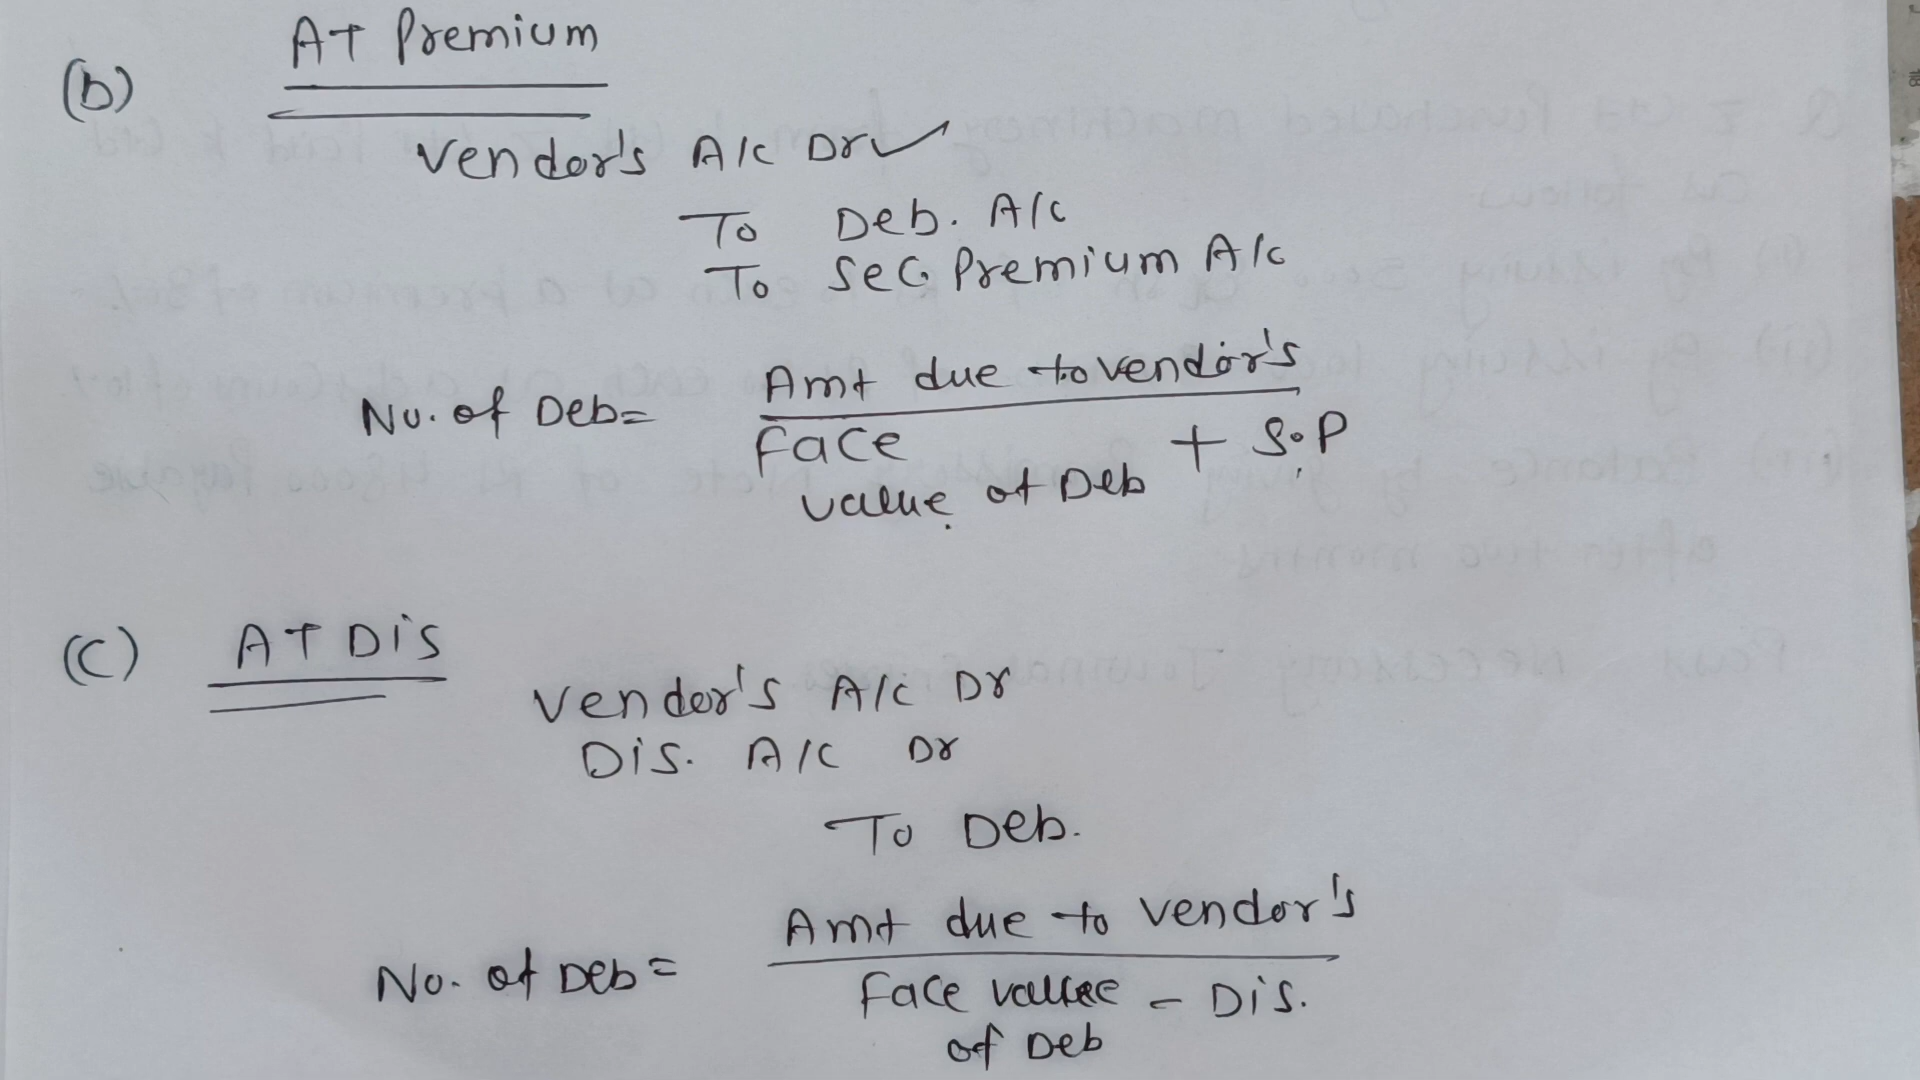 (b) AT Premium
vendor's A/c Dr ✓
To Deb. A/c
To Sec. Premium A/c
No. of Deb = Amt due to vendor's
Face + S.P
value of Deb
(C) AT Dis
vendor's A/c Dr
Dis. A/c Dr
To Deb.
Amt due to vendor's
No. of Deb =
Face value - Dis.
of Deb